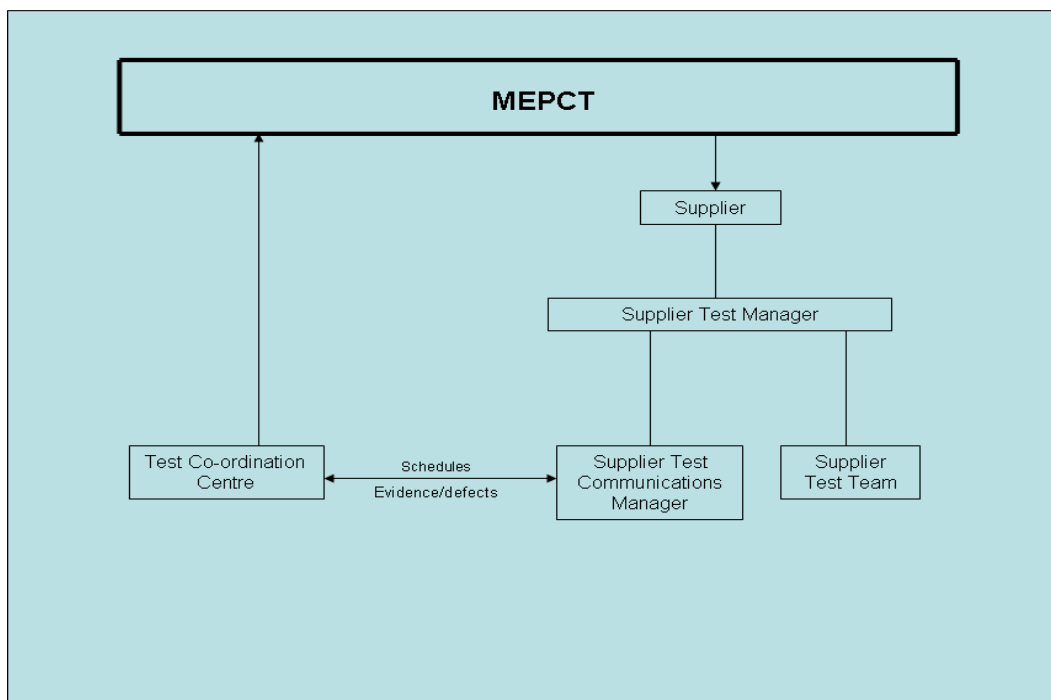 MEPCT
Supplier
Supplier Test Manager
Test Co-ordination
Centre
Schedules
Evidence/defects
Supplier Test
Communications
Manager
Supplier
Test Team